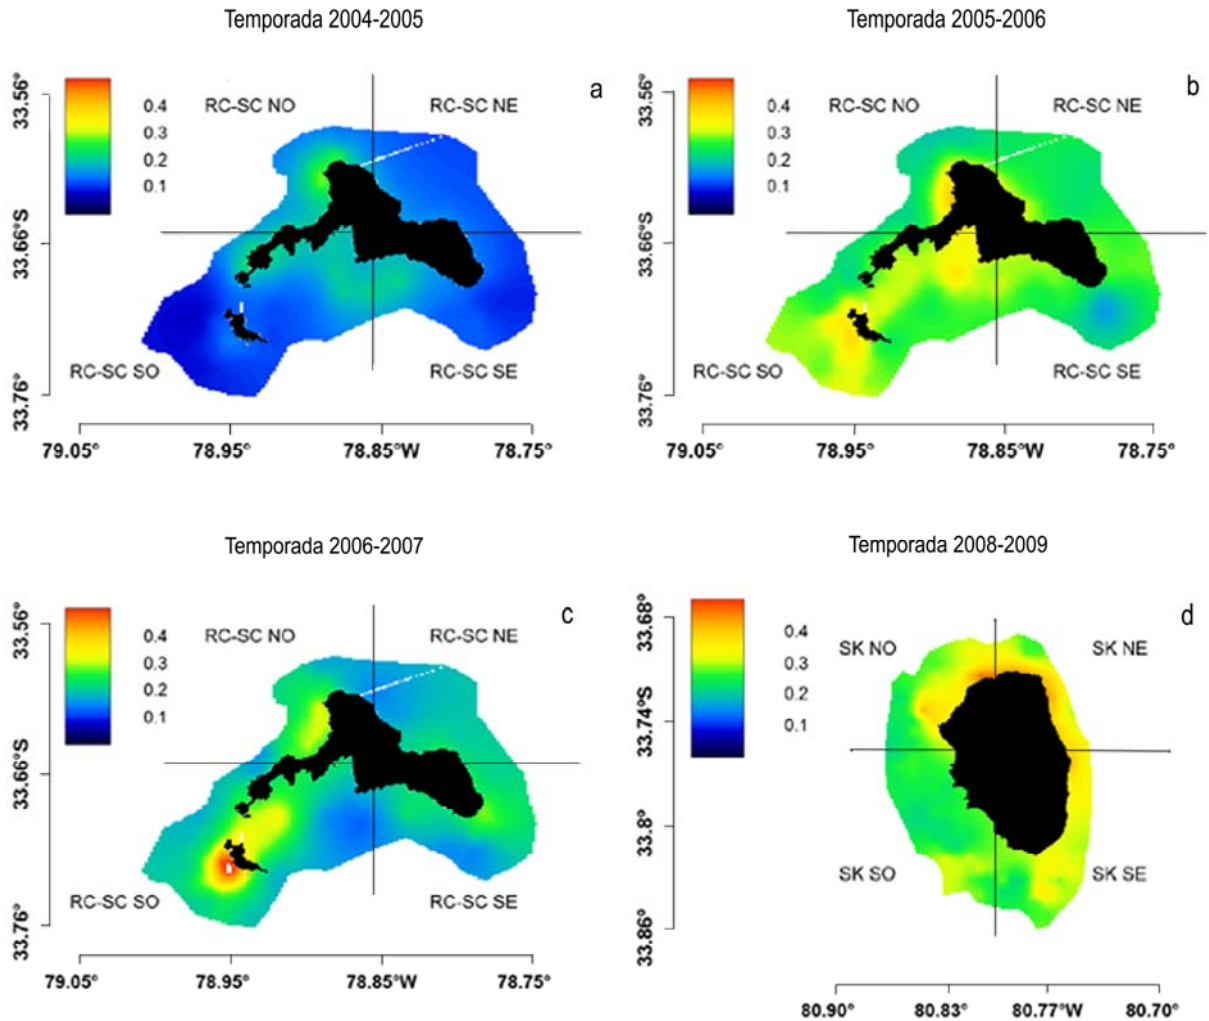 Temporada 2004-2005
a
RC-SC NO
RC-SC NE
0.4
0.3
0.2
0.1
33.56°
33.66°S
33.76°
RC-SC SO
RC-SC SE
79.05°
78.95°
78.85°W
78.75°
Temporada 2005-2006
b
RC-SC NO
RC-SC NE
0.4
0.3
0.2
0.1
33.56°
33.66°S
33.76°
RC-SC SO
RC-SC SE
79.05°
78.95°
78.85°W
78.75°
Temporada 2006-2007
c
RC-SC NO
RC-SC NE
0.4
0.3
0.2
0.1
33.56°
33.66°S
33.76°
RC-SC SO
RC-SC SE
79.05°
78.95°
78.85°W
78.75°
Temporada 2008-2009
d
SK NO
SK NE
0.4
0.3
0.2
0.1
33.68°
33.74°S
33.8°
33.86°
SK SO
SK SE
80.90°
80.83°
80.77°W
80.70°